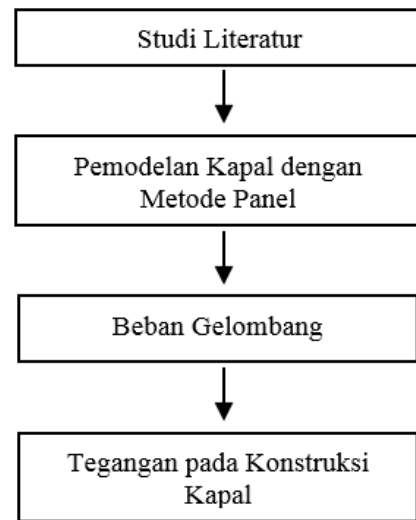 Studi Literatur
Pemodelan Kapal dengan
Metode Panel
Beban Gelombang
Tegangan pada Konstruksi
Kapal